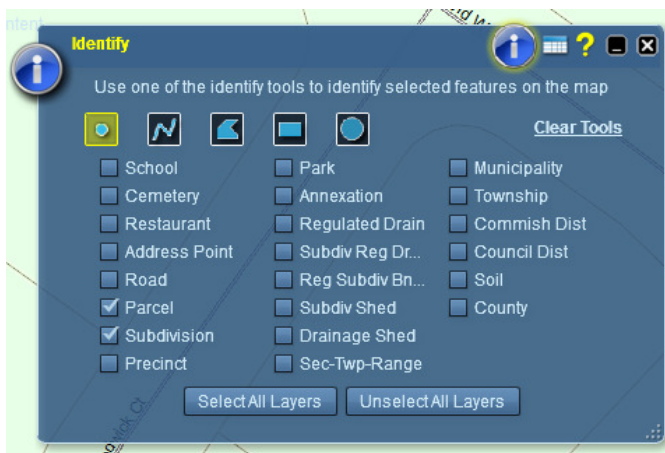 Identify
?
Use one of the identify tools to identify selected features on the map
Clear Tools
School Park Municipality
Cemetery Annexation Township
Restaurant Regulated Drain Commish Dist
Address Point Subdiv Reg Dr... Council Dist
Road Reg Subdiv Bn... Soil
Parcel Subdiv Shed County
Subdivision Drainage Shed
Precinct Sec-Twp-Range
Select All Layers Unselect All Layers